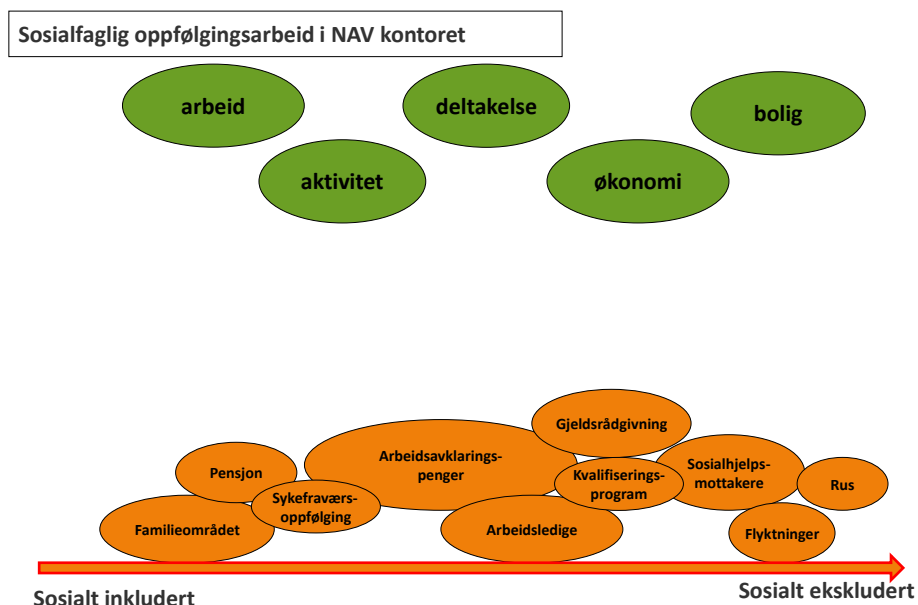 Sosialfaglig oppfølgingsarbeid i NAV kontoret
arbeid
deltakelse
bolig
aktivitet
økonomi
Gjeldsrådgivning
Arbeidsavklarings-
penger
Pensjon
Kvalifiserings-
program
Sosialhjelps-
mottakere
Rus
Sykefraværs-
oppfølging
Familieområdet
Arbeidsledige
Flyktninger
Sosialt inkludert
Sosialt ekskludert